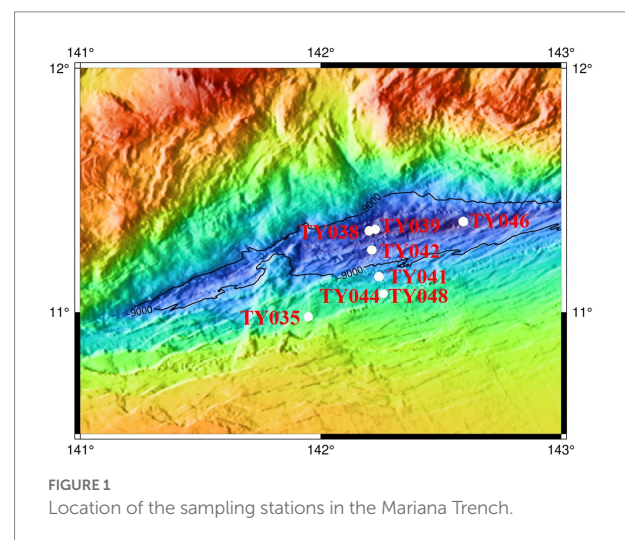 141° 142° 143°
12° 12°
-9000
TY038 TY039 TY046
TY042
-9000
TY041
TY044 TY048
-9000
TY035
11° 11°
141° 142° 143°
FIGURE 1
Location of the sampling stations in the Mariana Trench.